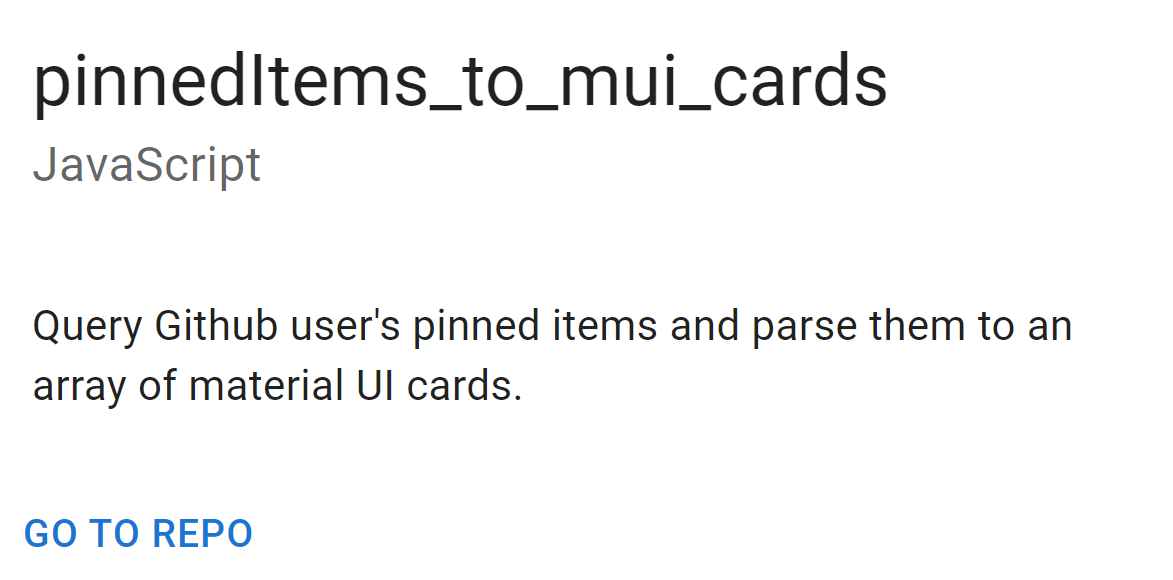 pinnedItems_to_mui_cards
JavaScript
Query Github user's pinned items and parse them to an
array of material UI cards.
GO TO REPO